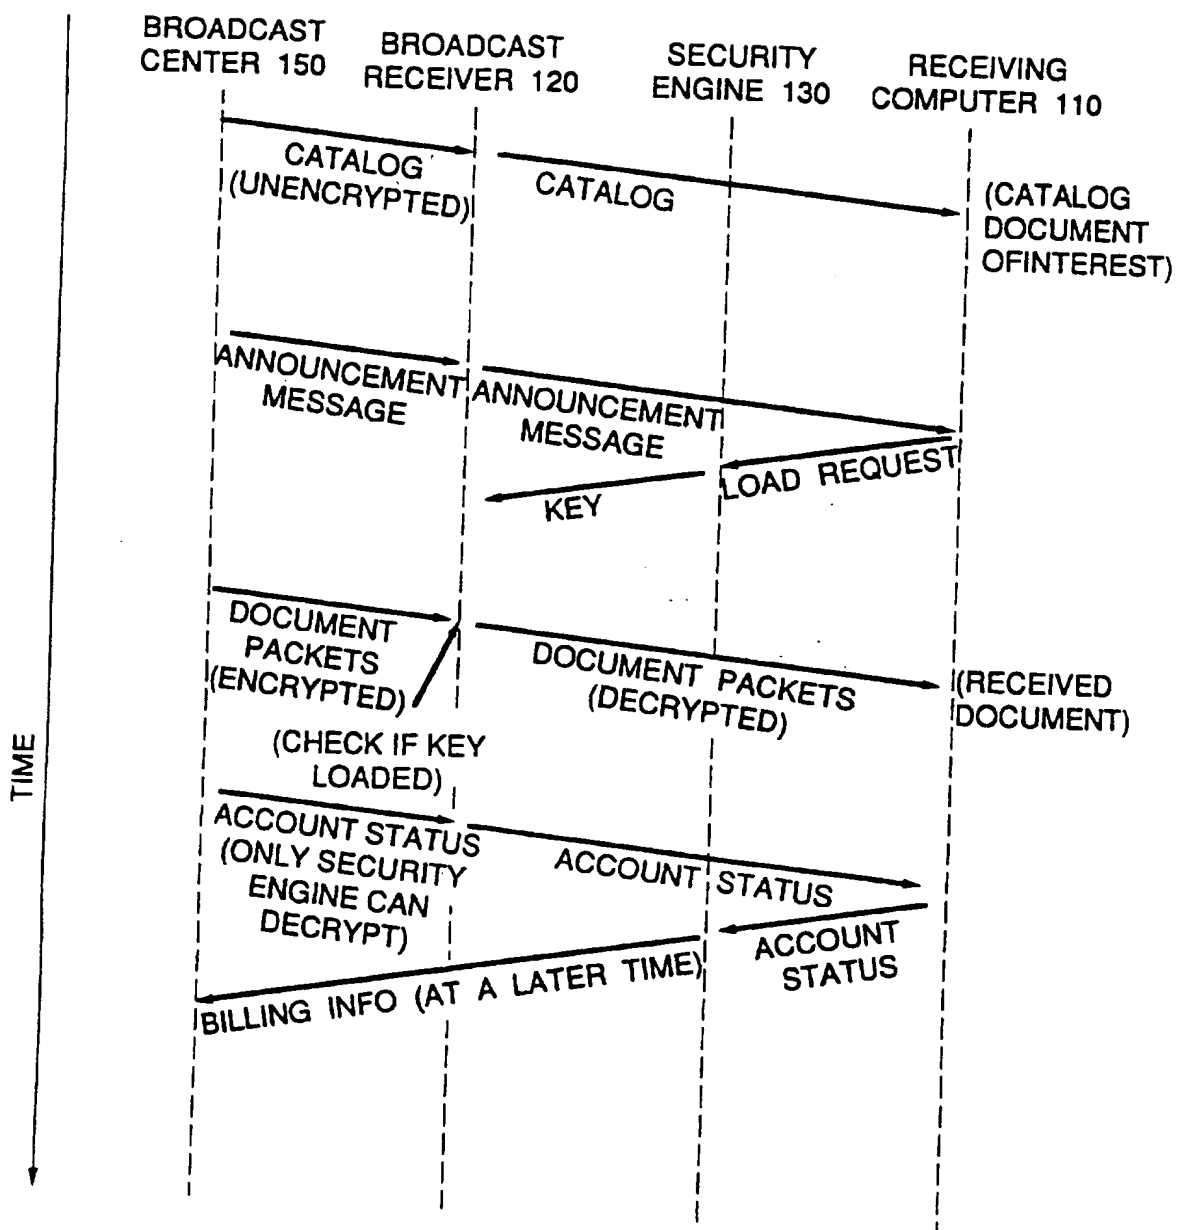 BROADCAST
CENTER 150
BROADCAST
RECEIVER 120
SECURITY
ENGINE 130
RECEIVING
COMPUTER 110
CATALOG
(UNENCRYPTED)
CATALOG
(CATALOG
DOCUMENT
OFINTEREST)
ANNOUNCEMENT
MESSAGE
ANNOUNCEMENT
MESSAGE
LOAD REQUEST
KEY
DOCUMENT
PACKETS
(ENCRYPTED)
DOCUMENT PACKETS
(DECRYPTED)
(RECEIVED
DOCUMENT)
(CHECK IF KEY
LOADED)
TIME
ACCOUNT STATUS
(ONLY SECURITY
ENGINE CAN
DECRYPT)
ACCOUNT STATUS
ACCOUNT
STATUS
BILLING INFO (AT A LATER TIME)